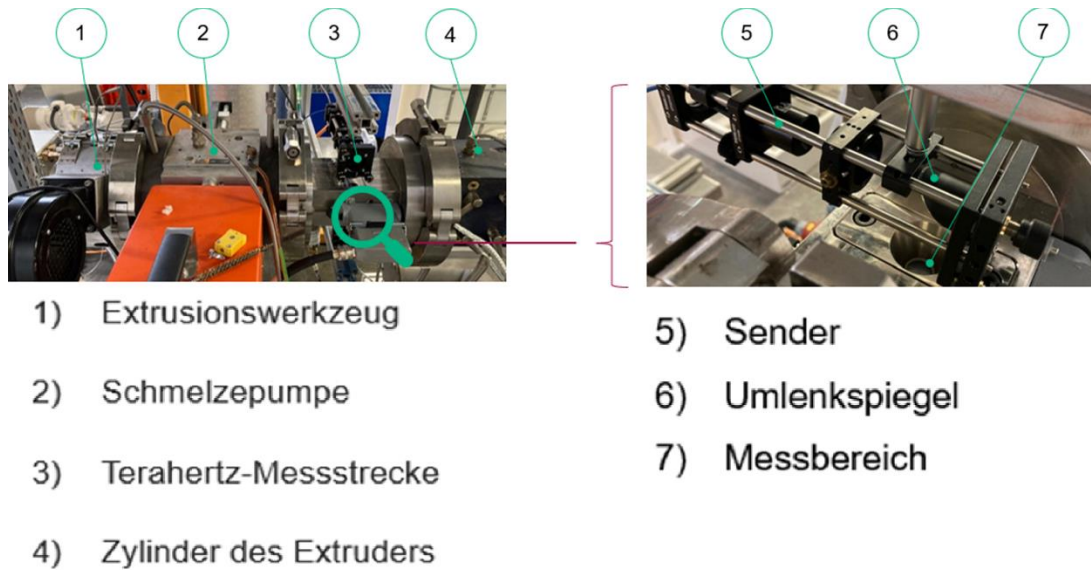 1 2 3 4 5 6 7
1) Extrusionswerkzeug
2) Schmelzepumpe
3) Terahertz-Messstrecke
4) Zylinder des Extruders
5) Sender
6) Umlenkspiegel
7) Messbereich